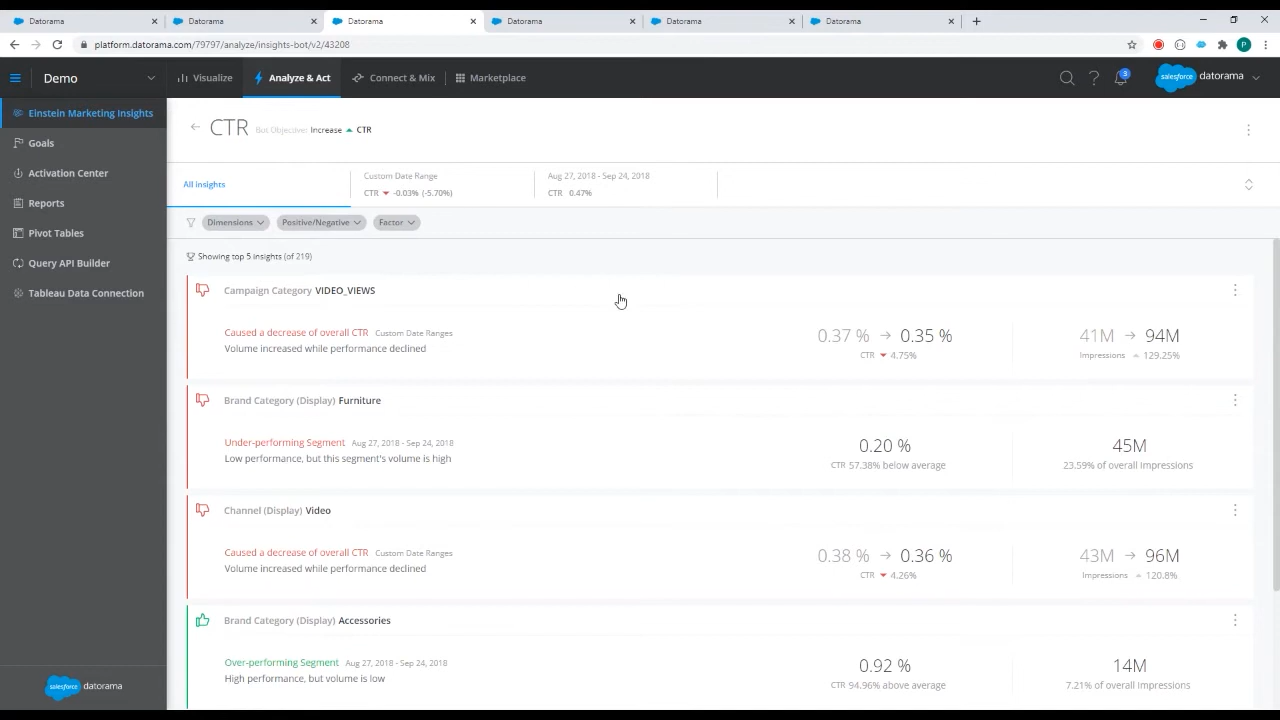 Datorama
Datorama
Datorama
Datorama
Datorama
Datorama
platform.datorama.com/79797/analyze/insights-bot/v2/43208
P
Demo
Visualize
Analyze & Act
Connect & Mix
Marketplace
3
salesforce datorama
Einstein Marketing Insights
Goals
Activation Center
Reports
Pivot Tables
Query API Builder
Tableau Data Connection
salesforce datorama
CTR Bot Objective: Increase CTR
All insights
Custom Date Range
CTR -0.03% (-5.70%)
Aug 27, 2018 - Sep 24, 2018
CTR 0.47%
Dimensions
Positive/Negative
Factor
Showing top 5 insights (of 219)
Campaign Category VIDEO_VIEWS
Caused a decrease of overall CTR Custom Date Ranges
Volume increased while performance declined
0.37 % → 0.35 %
CTR 4.75%
41M → 94M
Impressions 129.25%
Brand Category (Display) Furniture
Under-performing Segment Aug 27, 2018 - Sep 24, 2018
Low performance, but this segment's volume is high
0.20 %
CTR 57.38% below average
45M
23.59% of overall Impressions
Channel (Display) Video
Caused a decrease of overall CTR Custom Date Ranges
Volume increased while performance declined
0.38 % → 0.36 %
CTR 4.26%
43M → 96M
Impressions 120.8%
Brand Category (Display) Accessories
Over-performing Segment Aug 27, 2018 - Sep 24, 2018
High performance, but volume is low
0.92 %
CTR 94.96% above average
14M
7.21% of overall Impressions